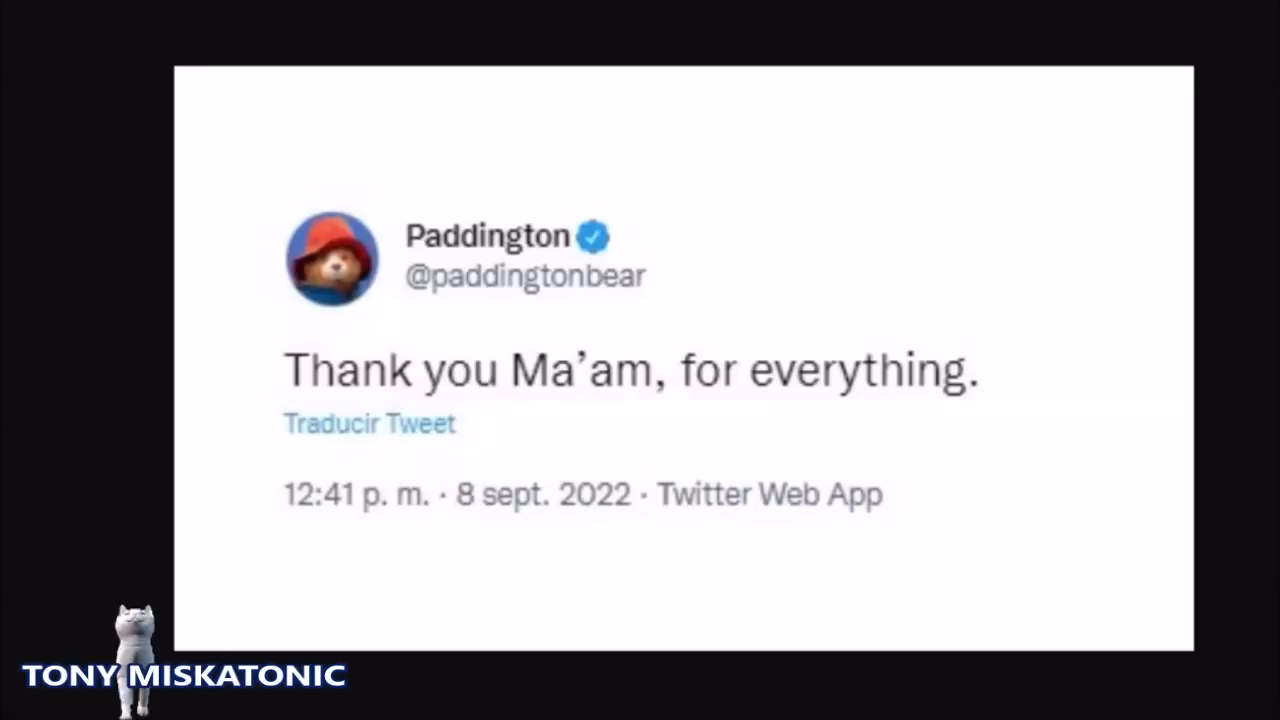 Paddington
@paddingtonbear
Thank you Ma’am, for everything.
Traducir Tweet
12:41 p. m. · 8 sept. 2022 · Twitter Web App
TONY MISKATONIC